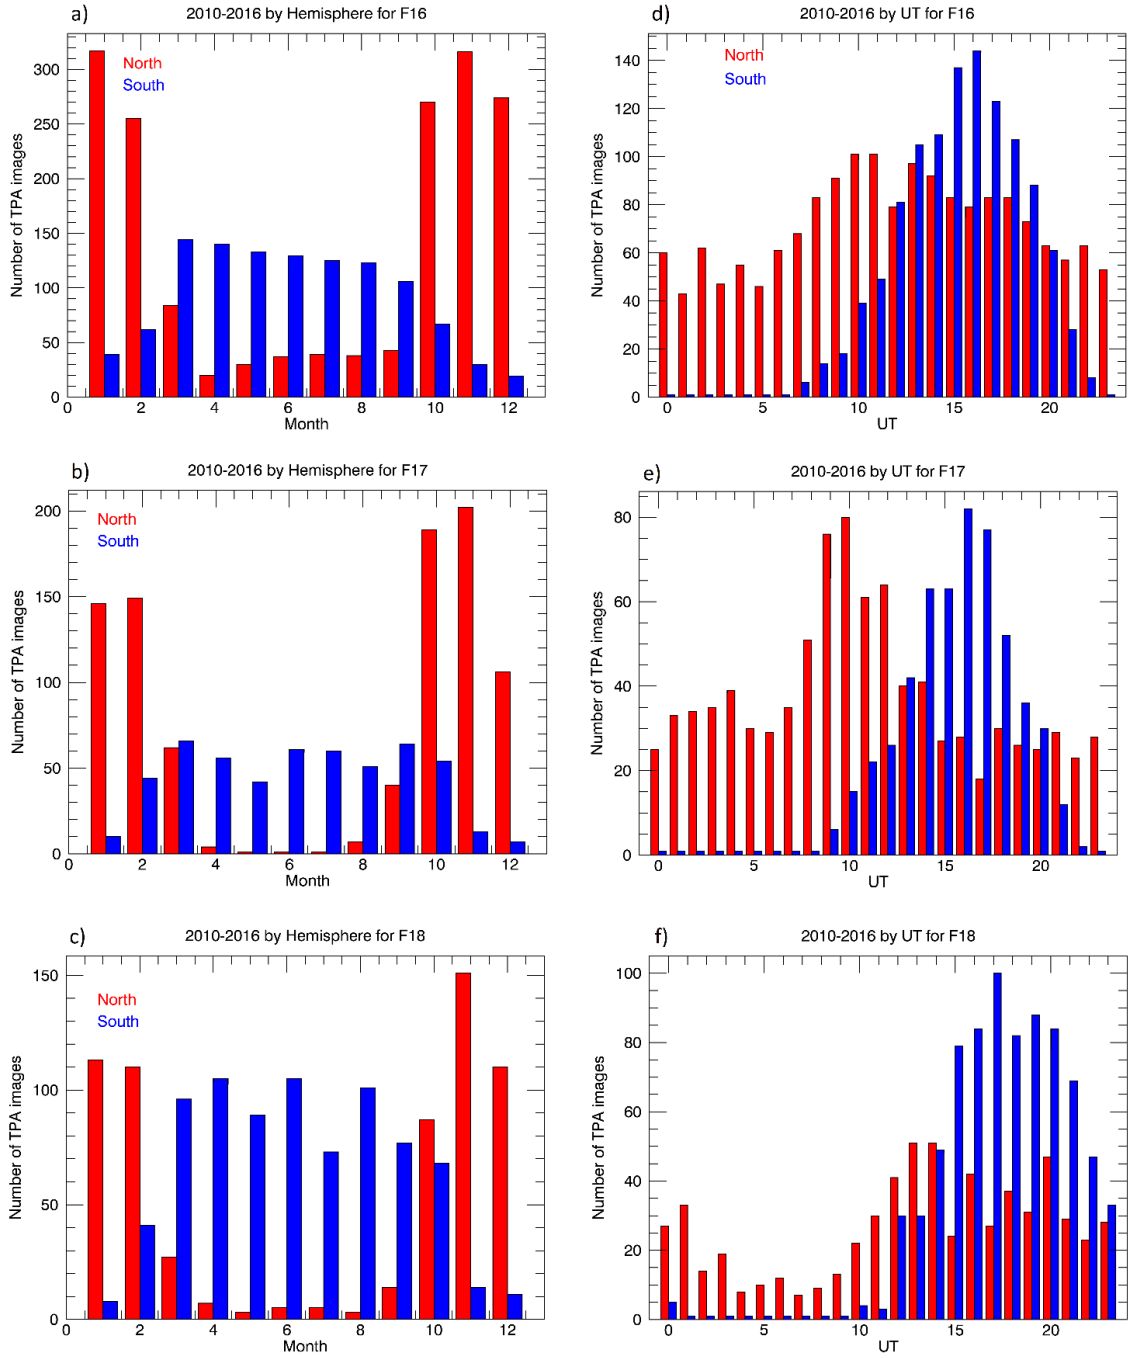 a)
2010-2016 by Hemisphere for F16
North
South
Number of TPA images
300
250
200
150
100
50
0
0 2 4 6 8 10 12
Month
d)
2010-2016 by UT for F16
North
South
Number of TPA images
140
120
100
80
60
40
20
0
0 5 10 15 20
UT
b)
2010-2016 by Hemisphere for F17
North
South
Number of TPA images
200
150
100
50
0
0 2 4 6 8 10 12
Month
e)
2010-2016 by UT for F17
Number of TPA images
80
60
40
20
0
0 5 10 15 20
UT
c)
2010-2016 by Hemisphere for F18
North
South
Number of TPA images
150
100
50
0
0 2 4 6 8 10 12
Month
f)
2010-2016 by UT for F18
Number of TPA images
100
80
60
40
20
0
0 5 10 15 20
UT